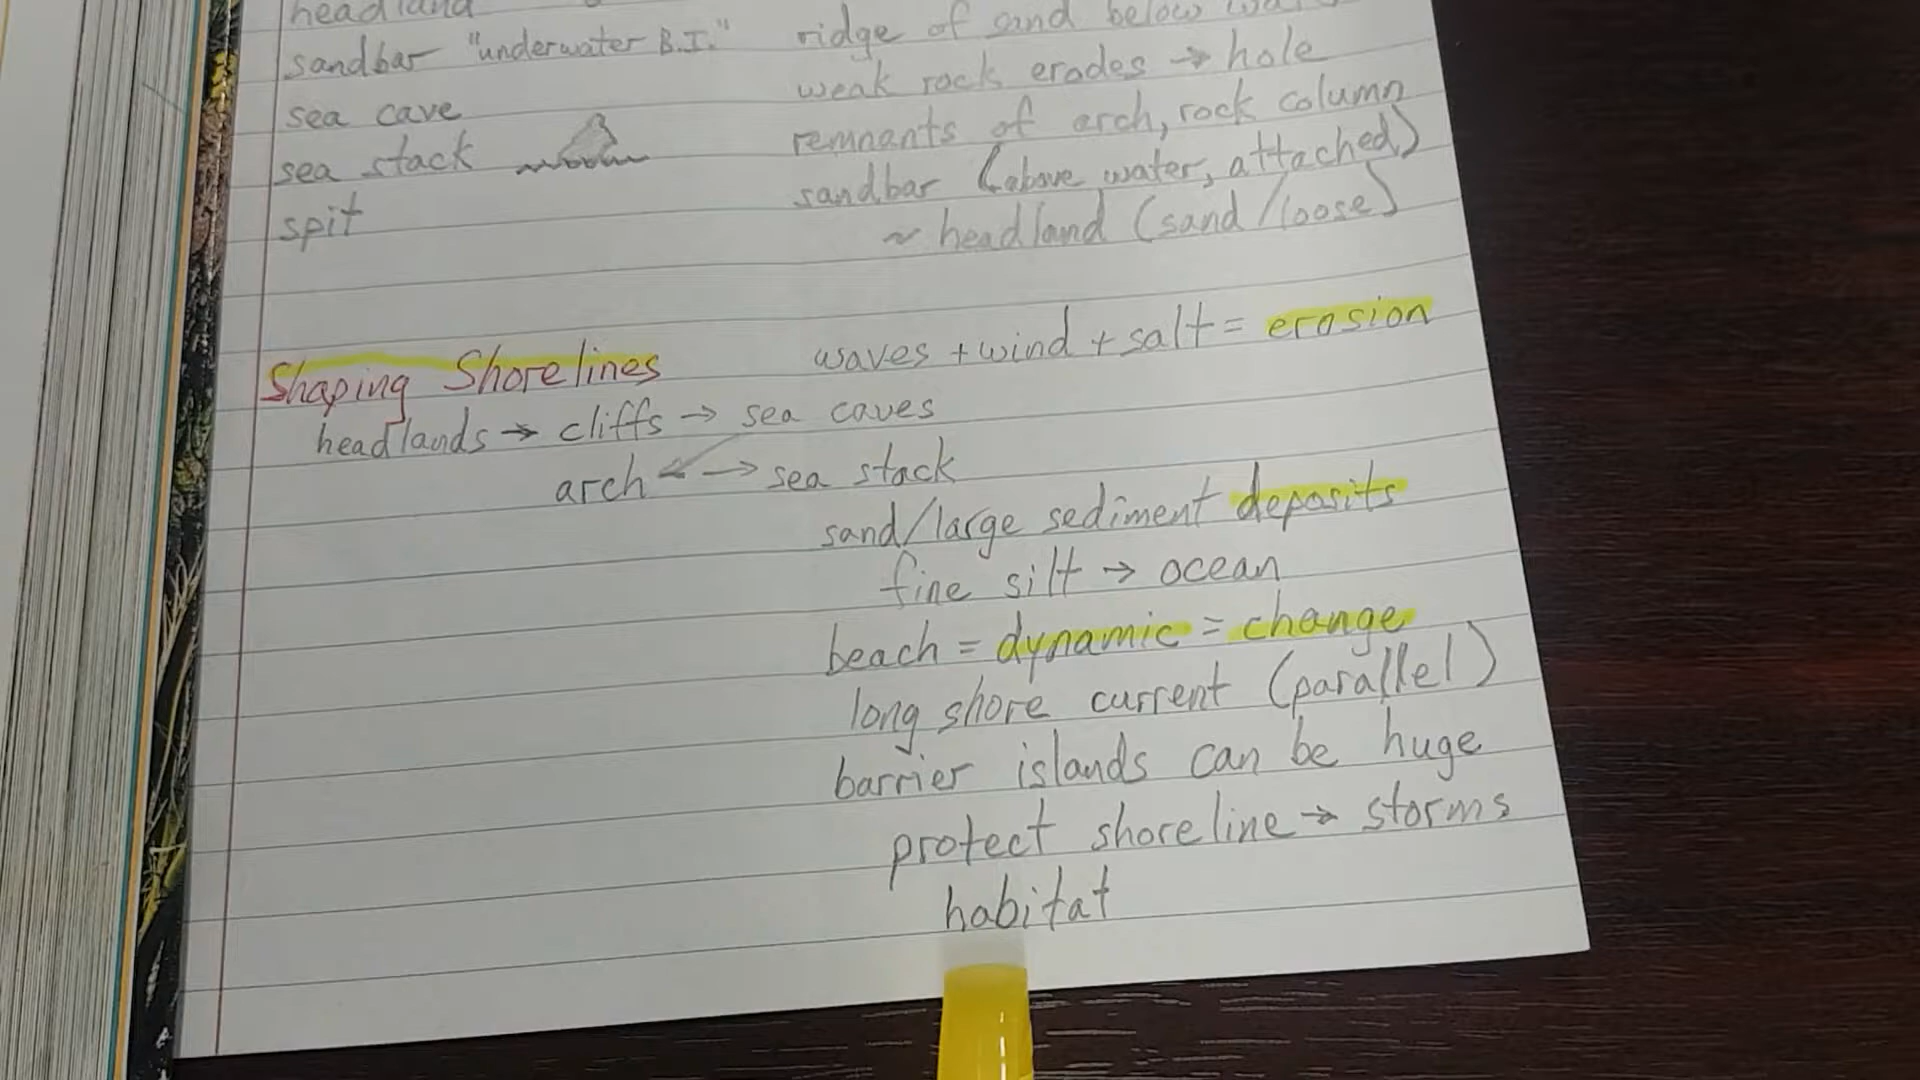 headland
sandbar "underwater B.I." ridge of sand below
sea cave weak rock erodes → hole
sea stack remnants of arch, rock column
spit sandbar (above water, attached)
~ headland (sand/loose)
Shaping Shorelines waves + wind + salt = erosion
headlands → cliffs → sea caves
arch ← → sea stack
sand/large sediment deposits
fine silt → ocean
beach = dynamic = change
long shore current (parallel)
barrier islands can be huge
protect shoreline → storms
habitat